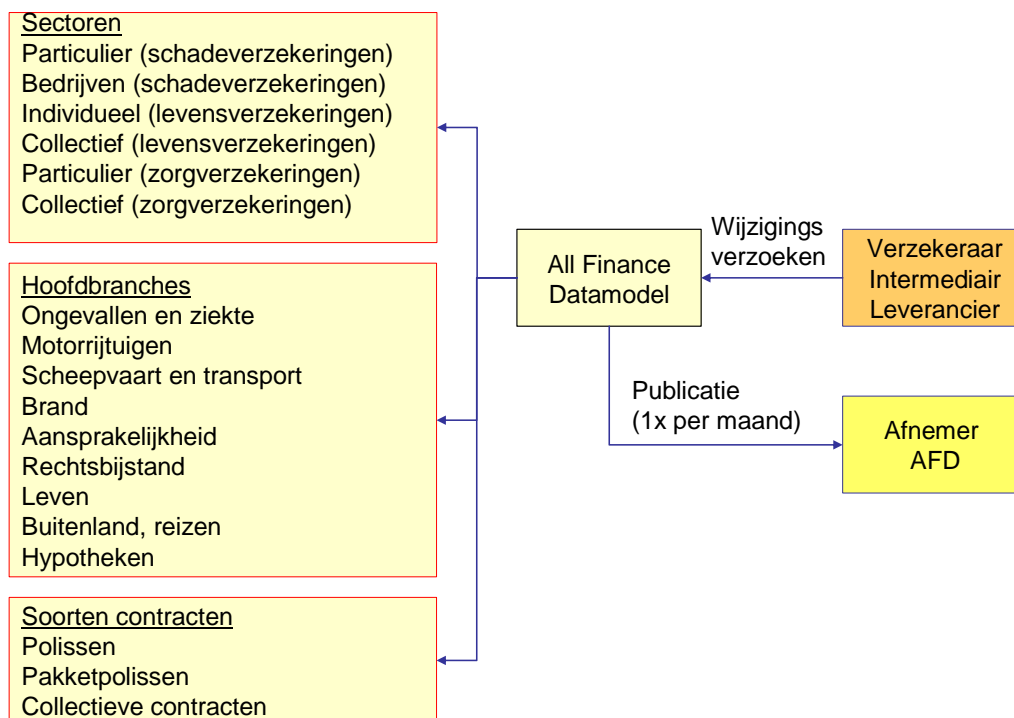 Sectoren
Particulier (schadeverzekeringen)
Bedrijven (schadeverzekeringen)
Individueel (levensverzekeringen)
Collectief (levensverzekeringen)
Particulier (zorgverzekeringen)
Collectief (zorgverzekeringen)
Hoofdbranches
Ongevallen en ziekte
Motorrijtuigen
Scheepvaart en transport
Brand
Aansprakelijkheid
Rechtsbijstand
Leven
Buitenland, reizen
Hypotheken
Soorten contracten
Polissen
Pakketpolissen
Collectieve contracten
All Finance
Datamodel
Wijzigings
verzoeken
Verzekeraar
Intermediair
Leverancier
Publicatie
(1x per maand)
Afnemer
AFD